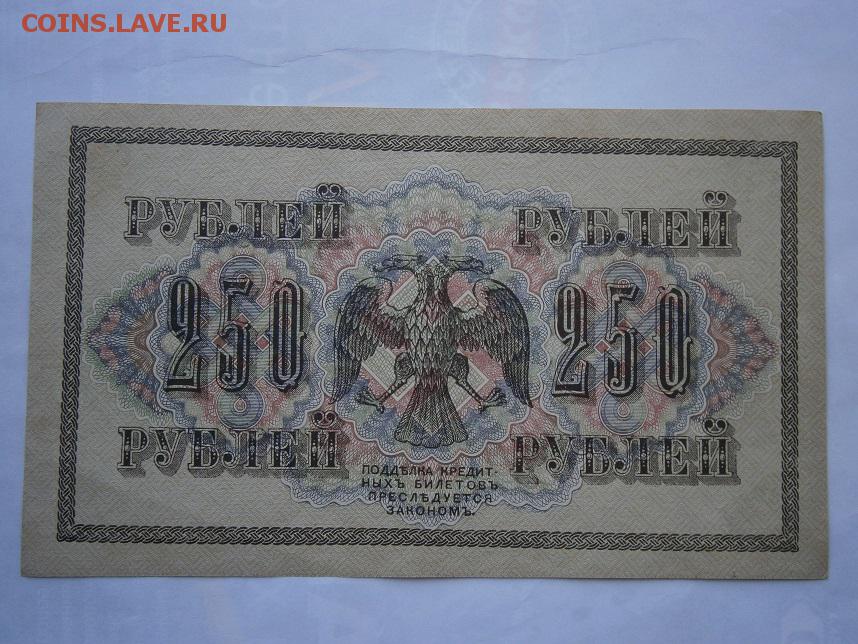 COINS.LAVE.RU
РУБЛЕЙ РУБЛЕЙ
250 250
РУБЛЕЙ РУБЛЕЙ
ПОДДѢЛКА КРЕДИТ-
НЫХЪ БИЛЕТОВЪ
ПРЕСЛѢДУЕТСЯ
ЗАКОНОМЪ.